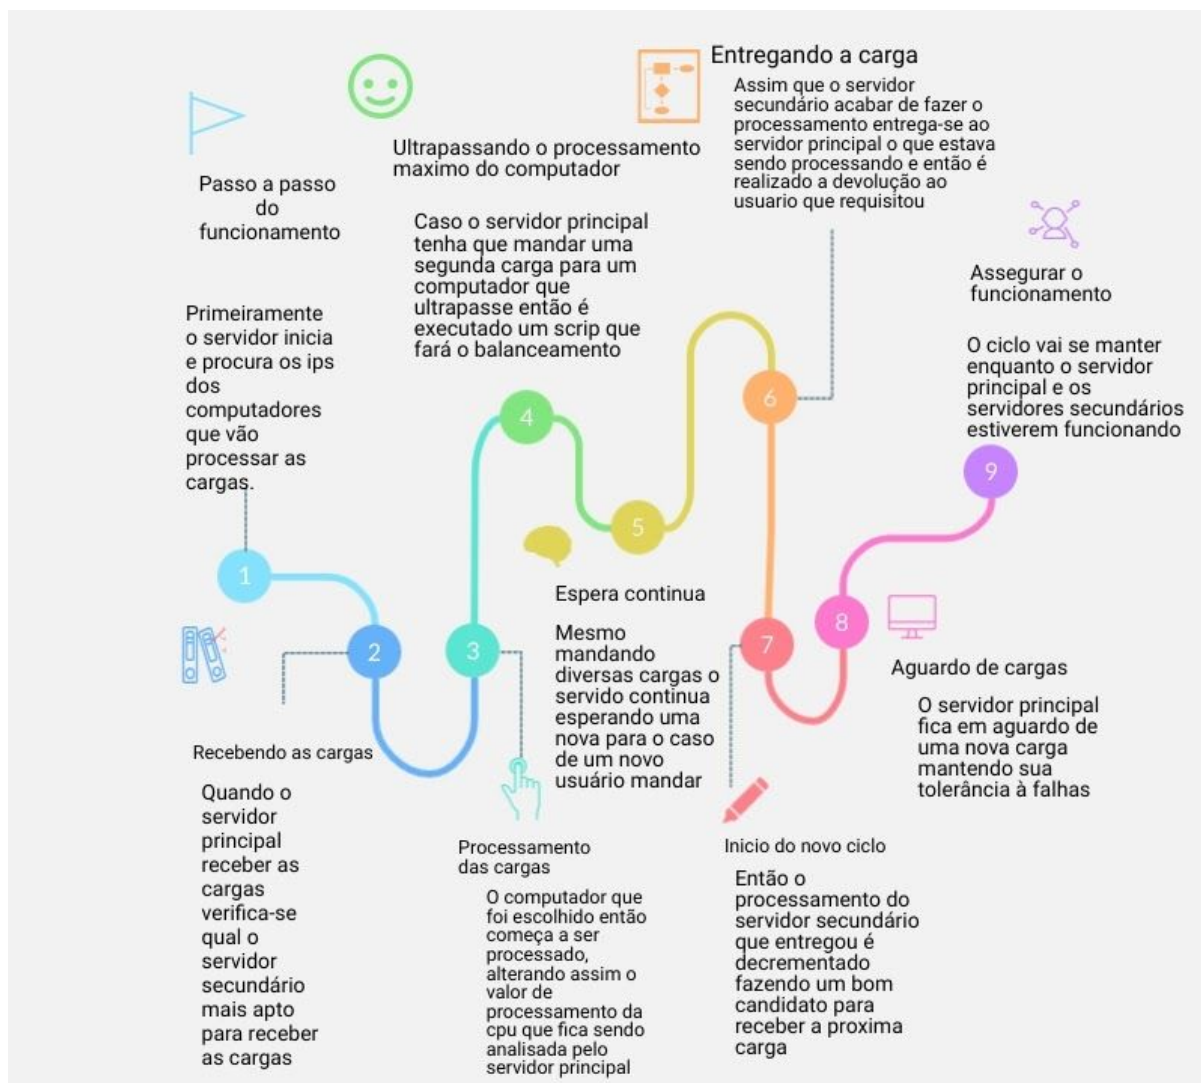 Passo a passo
do
funcionamento
Primeiramente
o servidor inicia
e procura os ips
dos
computadores
que vão
processar as
cargas.
1
2
Recebendo as cargas
Quando o
servidor
principal
receber as
cargas
verifica-se
qual o
servidor
secundário
mais apto
para receber
as cargas
3
Processamento
das cargas
O computador que
foi escolhido então
começa a ser
processado,
alterando assim o
valor de
processamento da
cpu que fica sendo
analisada pelo
servidor principal
Ultrapassando o processamento
maximo do computador
Caso o servidor principal
tenha que mandar uma
segunda carga para um
computador que
ultrapasse então é
executado um scrip que
fará o balanceamento
4
5
Espera continua
Mesmo
mandando
diversas cargas o
servido continua
esperando uma
nova para o caso
de um novo
usuário mandar
Entregando a carga
Assim que o servidor
secundário acabar de fazer o
processamento entrega-se ao
servidor principal o que estava
sendo processando e então é
realizado a devolução ao
usuario que requisitou
6
7
Inicio do novo ciclo
Então o
processamento do
servidor secundário
que entregou é
decrementado
fazendo um bom
candidato para
receber a proxima
carga
8
Aguardo de cargas
O servidor principal
fica em aguardo de
uma nova carga
mantendo sua
tolerância à falhas
Assegurar o
funcionamento
O ciclo vai se manter
enquanto o servidor
principal e os
servidores secundários
estiverem funcionando
9